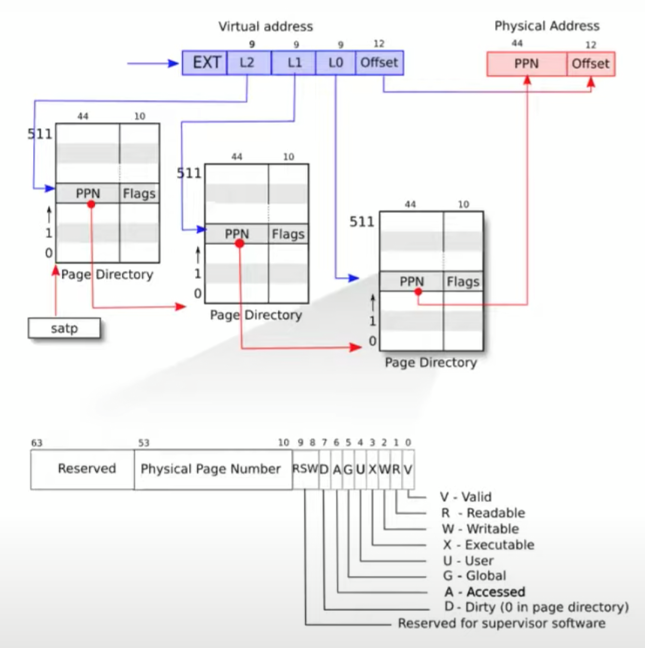 Virtual address
Physical Address
9 9 9 12
44 12
EXT L2 L1 L0 Offset
PPN Offset
44 10
511
PPN Flags
1
0
Page Directory
satp
44 10
511
PPN Flags
1
0
Page Directory
44 10
511
PPN Flags
1
0
Page Directory
63 53 10 9 8 7 6 5 4 3 2 1 0
Reserved Physical Page Number RSW D A G U X W R V
V - Valid
R - Readable
W - Writable
X - Executable
U - User
G - Global
A - Accessed
D - Dirty (0 in page directory)
Reserved for supervisor software